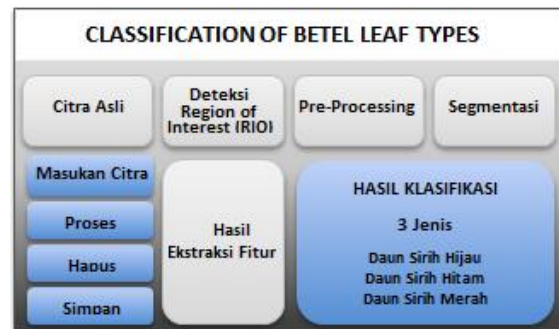 CLASSIFICATION OF BETEL LEAF TYPES
Citra Asli
Deteksi
Region of
Interest (RIO)
Pre-Processing
Segmentasi
Masukan Citra
Proses
Hapus
Simpan
Hasil
Ekstraksi Fitur
HASIL KLASIFIKASI
3 Jenis
Daun Sirih Hijau
Daun Sirih Hitam
Daun Sirih Merah